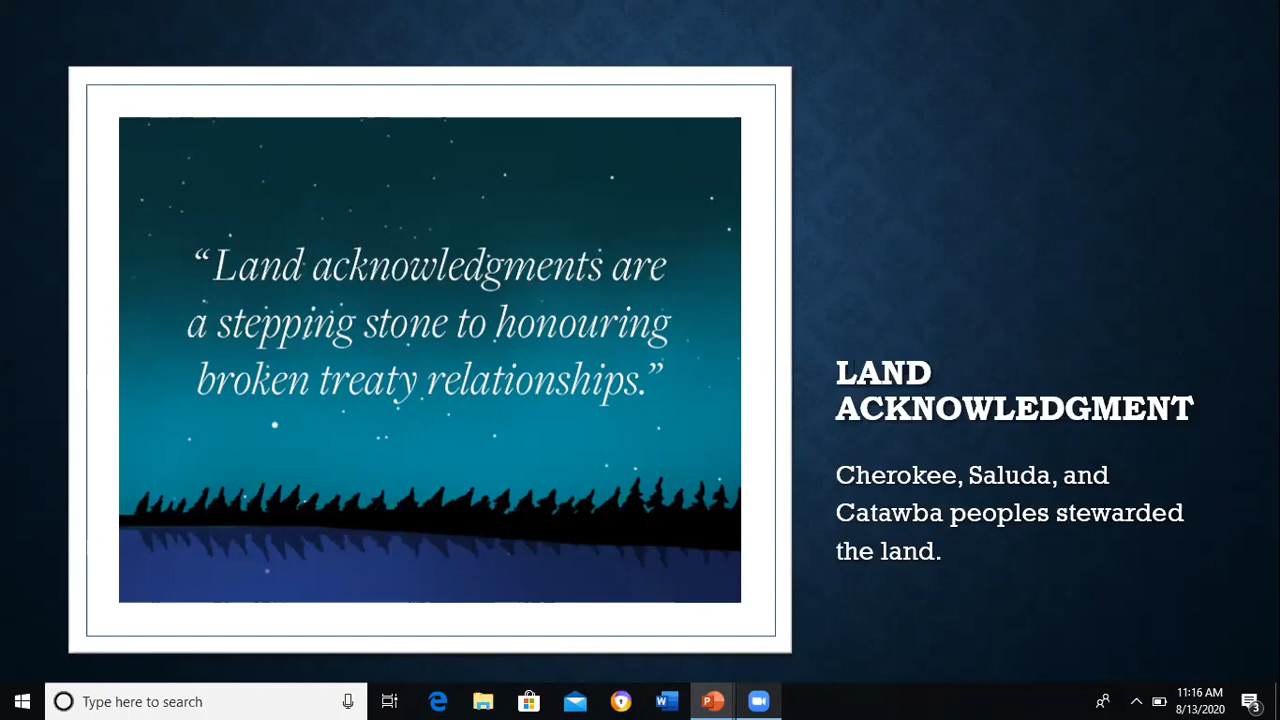 “Land acknowledgments are
a stepping stone to honouring
broken treaty relationships.”
LAND
ACKNOWLEDGMENT
Cherokee, Saluda, and
Catawba peoples stewarded
the land.
Type here to search
11:16 AM
8/13/2020
3